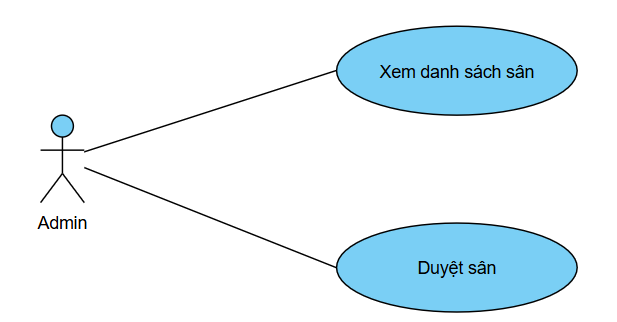 Xem danh sách sân
Admin
Duyệt sân